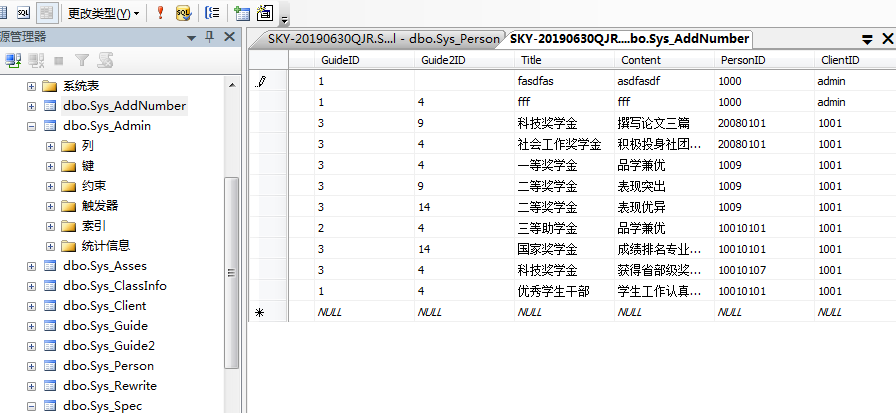 更改类型(Y)
源管理器
系统表
dbo.Sys_AddNumber
dbo.Sys_Admin
列
键
约束
触发器
索引
统计信息
dbo.Sys_Asses
dbo.Sys_ClassInfo
dbo.Sys_Client
dbo.Sys_Guide
dbo.Sys_Guide2
dbo.Sys_Person
dbo.Sys_Rewrite
dbo.Sys_Spec
SKY-20190630QJR.S...l - dbo.Sys_Person
SKY-20190630QJR....bo.Sys_AddNumber
GuideID Guide2ID Title Content PersonID ClientID
1 fasdfas asdfasdf 1000 admin
1 4 fff fff 1000 admin
3 9 科技奖学金 撰写论文三篇 20080101 1001
3 4 社会工作奖学金 积极投身社团... 20080101 1001
3 4 一等奖学金 品学兼优 1009 1001
3 9 二等奖学金 表现突出 1009 1001
3 14 二等奖学金 表现优异 1009 1001
2 4 三等助学金 品学兼优 10010101 1001
3 14 国家奖学金 成绩排名专业... 10010101 1001
3 4 科技奖学金 获得省部级奖... 10010107 1001
1 4 优秀学生干部 学生工作认真... 10010101 1001
NULL NULL NULL NULL NULL NULL